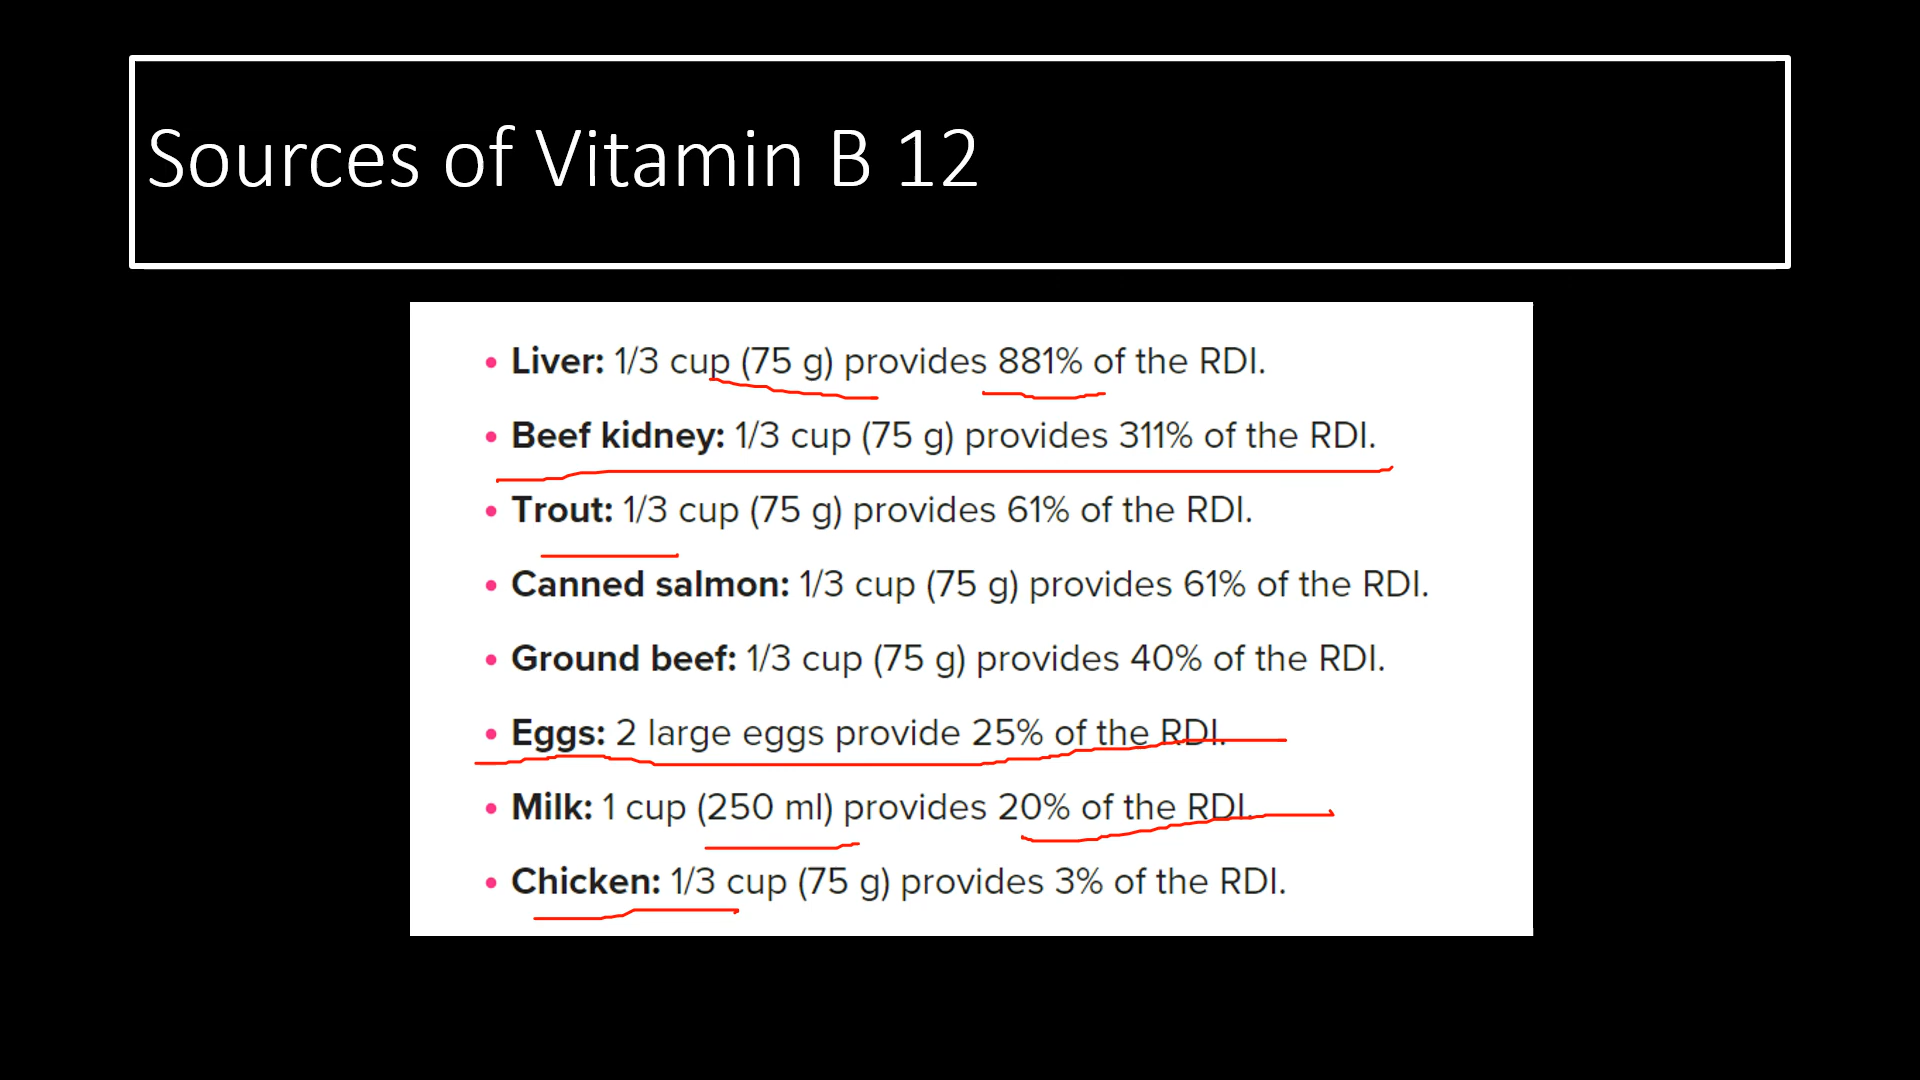 Sources of Vitamin B 12
• Liver: 1/3 cup (75 g) provides 881% of the RDI.
• Beef kidney: 1/3 cup (75 g) provides 311% of the RDI.
• Trout: 1/3 cup (75 g) provides 61% of the RDI.
• Canned salmon: 1/3 cup (75 g) provides 61% of the RDI.
• Ground beef: 1/3 cup (75 g) provides 40% of the RDI.
• Eggs: 2 large eggs provide 25% of the RDI.
• Milk: 1 cup (250 ml) provides 20% of the RDI.
• Chicken: 1/3 cup (75 g) provides 3% of the RDI.